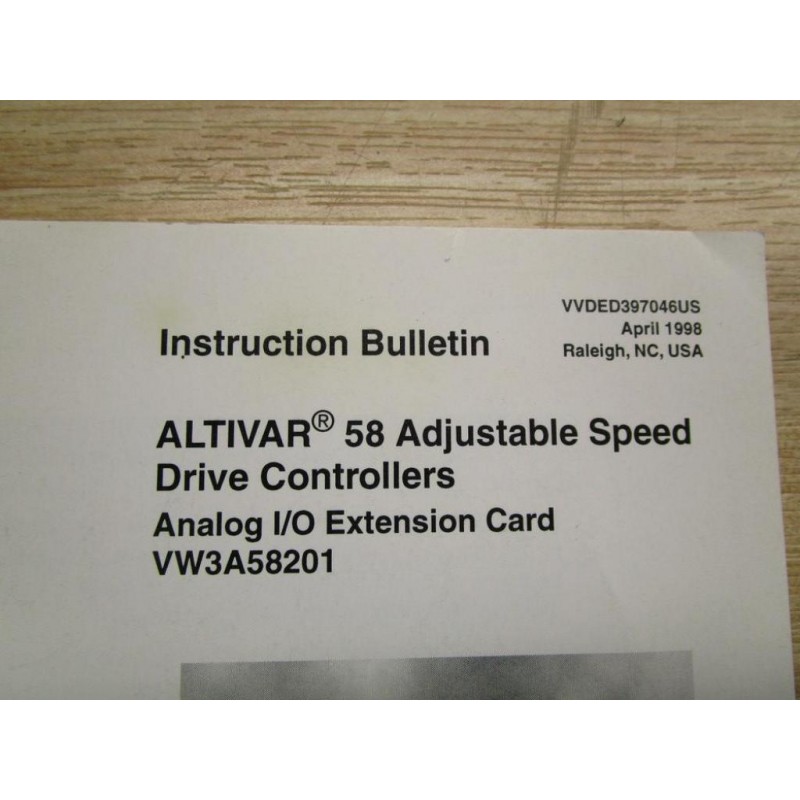 VVDED397046US
April 1998
Raleigh, NC, USA
Instruction Bulletin
ALTIVAR® 58 Adjustable Speed
Drive Controllers
Analog I/O Extension Card
VW3A58201